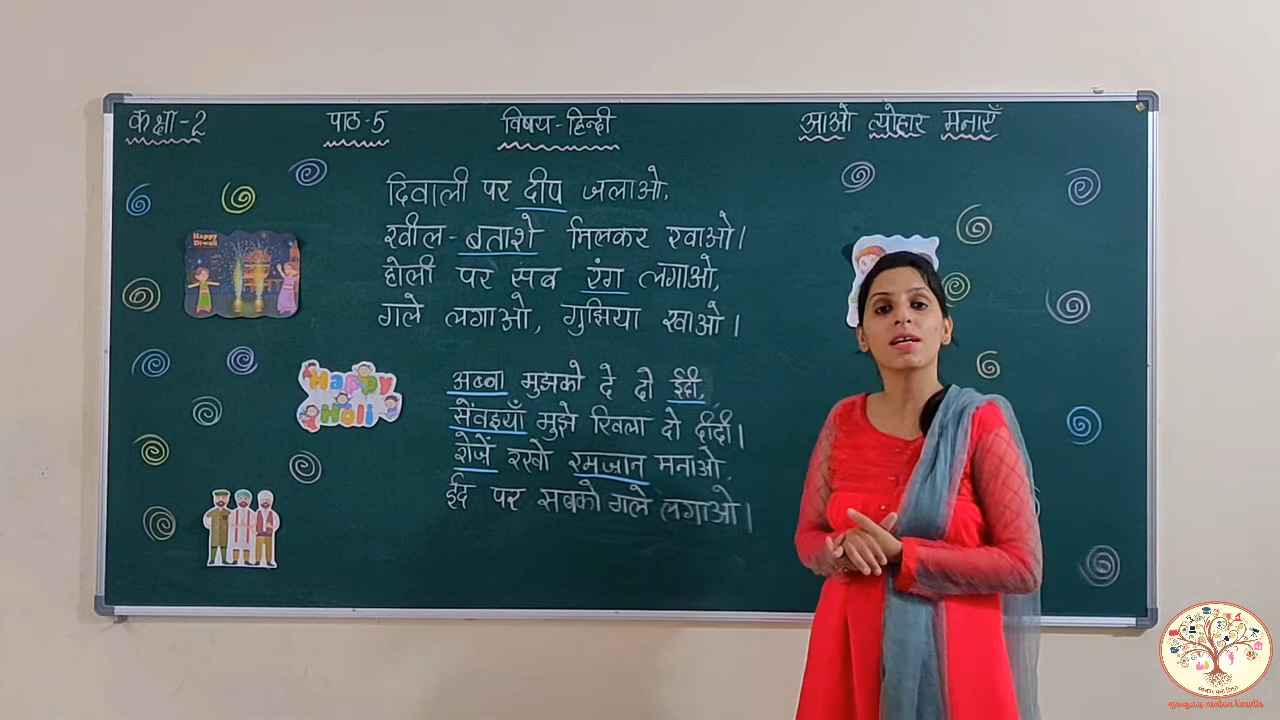 कक्षा-2 पाठ-5 विषय-हिन्दी आओ त्योहार मनाएँ
दिवाली पर दीप जलाओ,
खील-बताशे मिलकर खाओ।
होली पर सब रंग लगाओ,
गले लगाओ, गुझिया खाओ।
अब्बा मुझको दे दो ईदी,
सेंवइयाँ मुझे खिला दो दीदी।
रोजें रखो रमजान मनाओ,
ईद पर सबको गले लगाओ।
Happy
Diwali
Happy
Holi